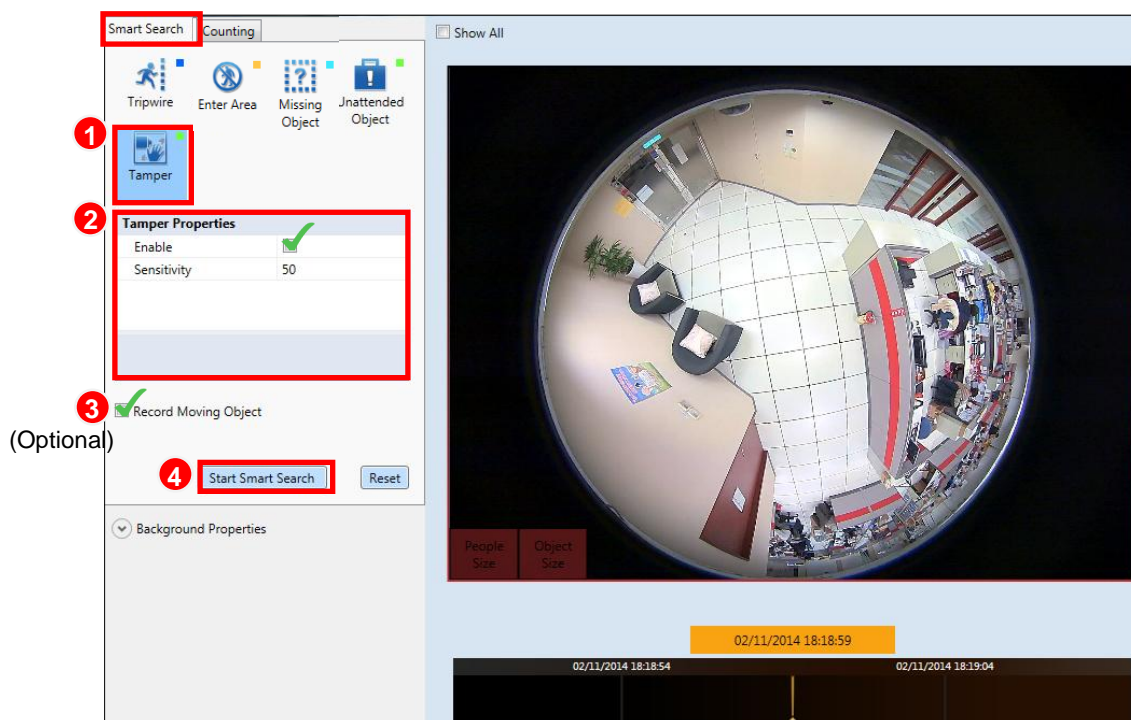 Smart Search
Counting
Show All
Tripwire
Enter Area
Missing
Object
Unattended
Object
1
Tamper
2
Tamper Properties
Enable
Sensitivity 50
3
Record Moving Object
(Optional)
4
Start Smart Search
Reset
Background Properties
People
Size
Object
Size
02/11/2014 18:18:59
02/11/2014 18:18:54
02/11/2014 18:19:04